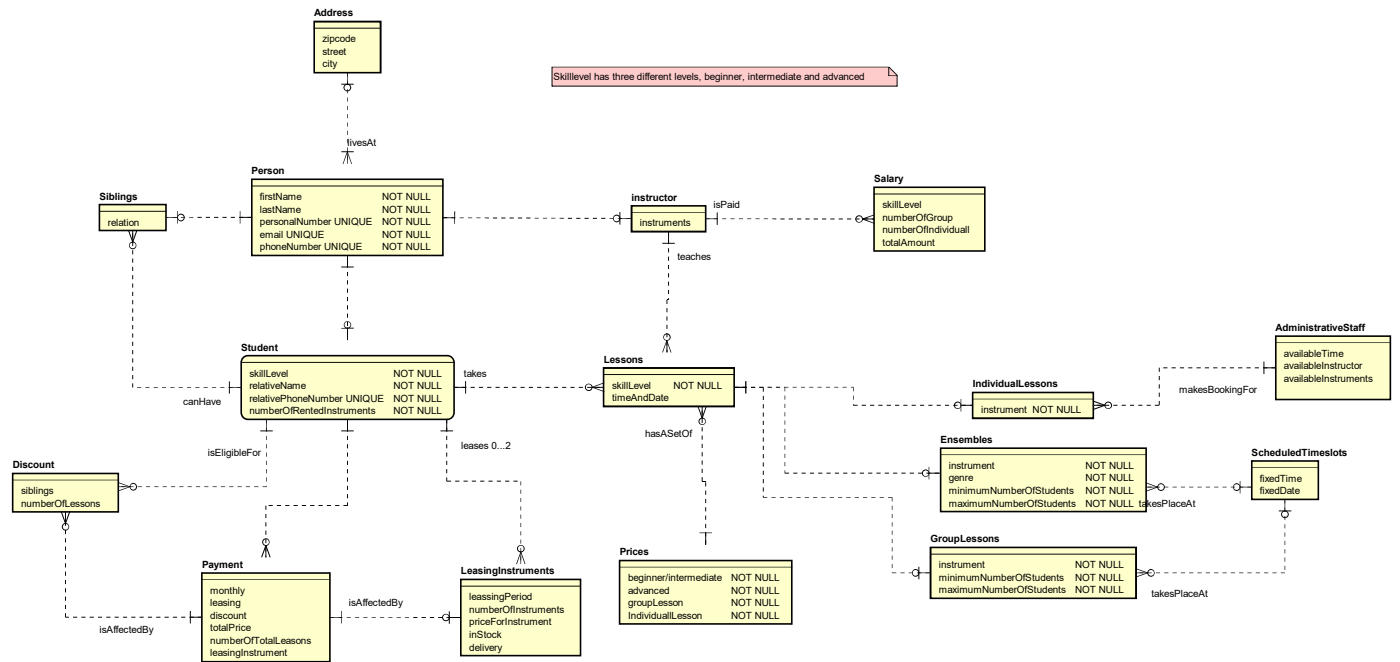 Address
zipcode
street
city
Skilllevel has three different levels, beginner, intermediate and advanced
livesAt
Person
firstName NOT NULL
lastName NOT NULL
personalNumber UNIQUE NOT NULL
email UNIQUE NOT NULL
phoneNumber UNIQUE NOT NULL
Siblings
relation
instructor
instruments
isPaid
Salary
skillLevel
numberOfGroup
numberOfIndividuall
totalAmount
teaches
Student
skillLevel NOT NULL
relativeName NOT NULL
relativePhoneNumber UNIQUE NOT NULL
numberOfRentedInstruments NOT NULL
canHave
takes
Lessons
skillLevel NOT NULL
timeAndDate
AdministrativeStaff
availableTime
availableInstructor
availableInstruments
makesBookingFor
IndividualLessons
instrument NOT NULL
hasASetOf
isEligibleFor
leases 0...2
Ensembles
instrument NOT NULL
genre NOT NULL
minimumNumberOfStudents NOT NULL
maximumNumberOfStudents NOT NULL
takesPlaceAt
ScheduledTimeslots
fixedTime
fixedDate
Discount
siblings
numberOfLessons
GroupLessons
instrument NOT NULL
minimumNumberOfStudents NOT NULL
maximumNumberOfStudents NOT NULL
takesPlaceAt
Prices
beginner/intermediate NOT NULL
advanced NOT NULL
groupLesson NOT NULL
IndividuallLesson NOT NULL
Payment
monthly
leasing
discount
totalPrice
numberOfTotalLeasons
leasingInstrument
isAffectedBy
isAffectedBy
LeasingInstruments
leassingPeriod
numberOfInstruments
priceForInstrument
inStock
delivery